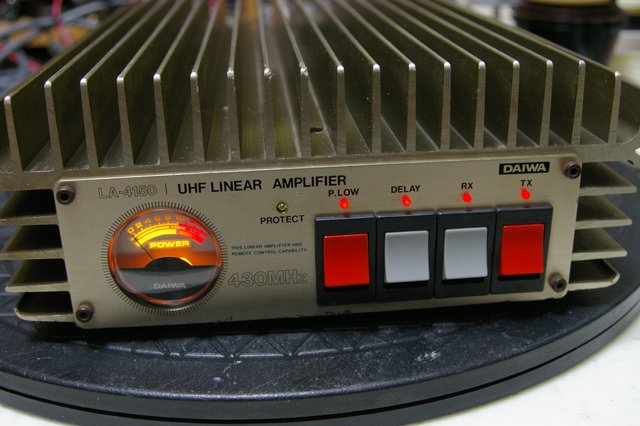 DAIWA
LA-4150 UHF LINEAR AMPLIFIER
P.LOW DELAY RX TX
PROTECT
POWER
THIS LINEAR AMPLIFIER HAS
REMOTE CONTROL CAPABILITY
430MHz
DAIWA